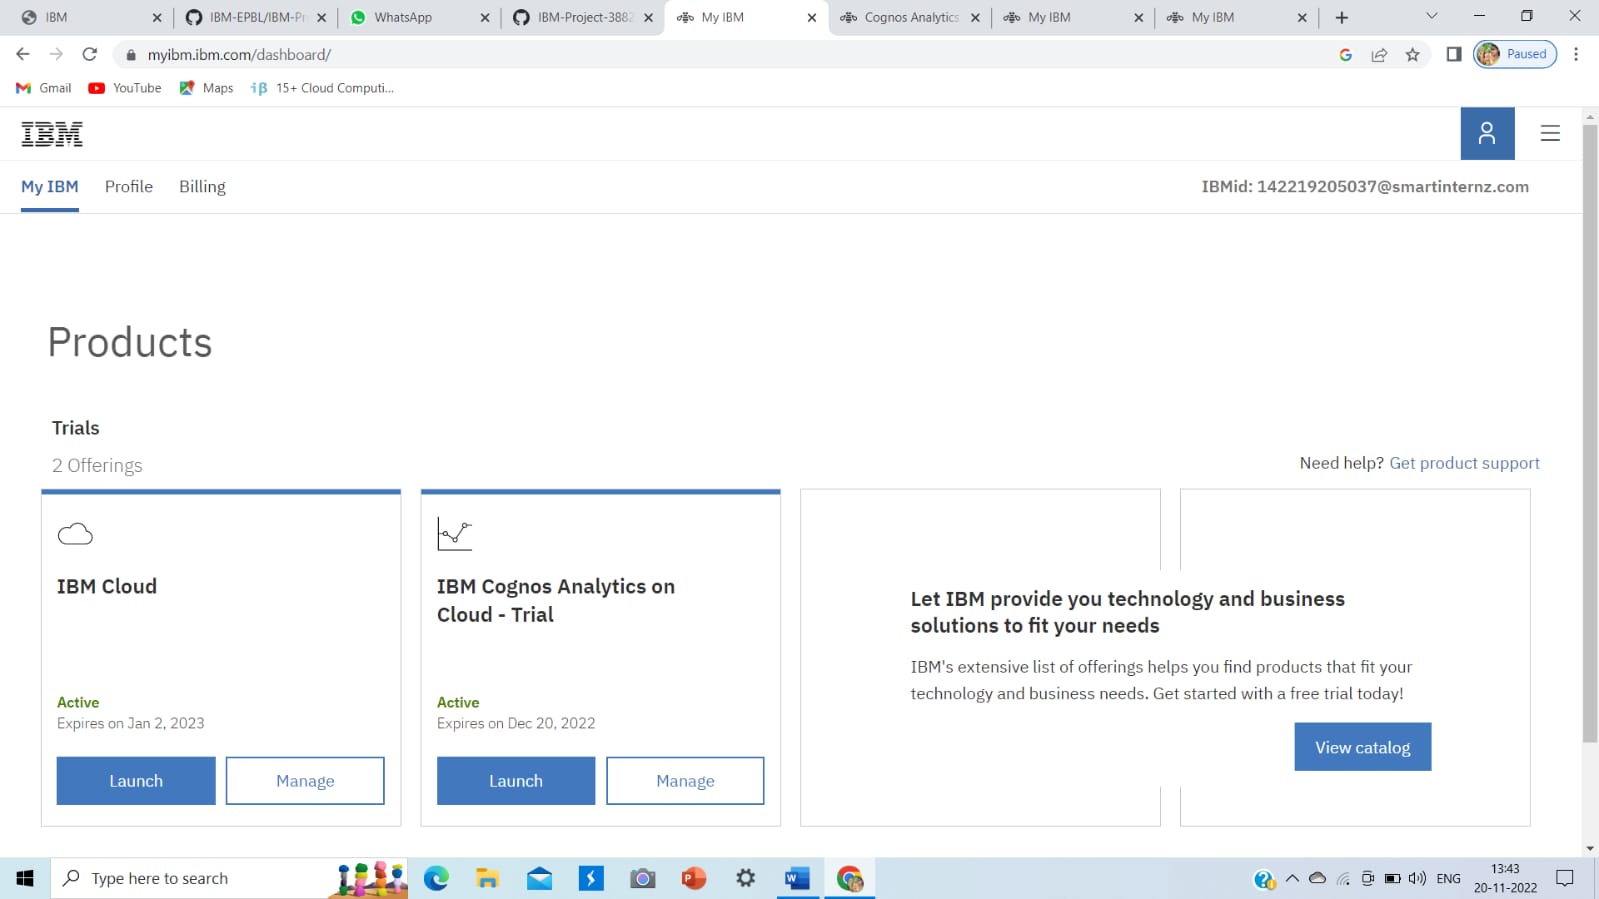 IBM
IBM-EPBL/IBM-Pr
WhatsApp
IBM-Project-3882
My IBM
Cognos Analytics
My IBM
My IBM
myibm.ibm.com/dashboard/
Paused
Gmail
YouTube
Maps
15+ Cloud Computi...
IBM
My IBM
Profile
Billing
IBMid: 142219205037@smartinternz.com
Products
Trials
2 Offerings
Need help? Get product support
IBM Cloud
Active
Expires on Jan 2, 2023
Launch
Manage
IBM Cognos Analytics on
Cloud - Trial
Active
Expires on Dec 20, 2022
Launch
Manage
Let IBM provide you technology and business
solutions to fit your needs
IBM's extensive list of offerings helps you find products that fit your
technology and business needs. Get started with a free trial today!
View catalog
Type here to search
ENG
13:43
20-11-2022